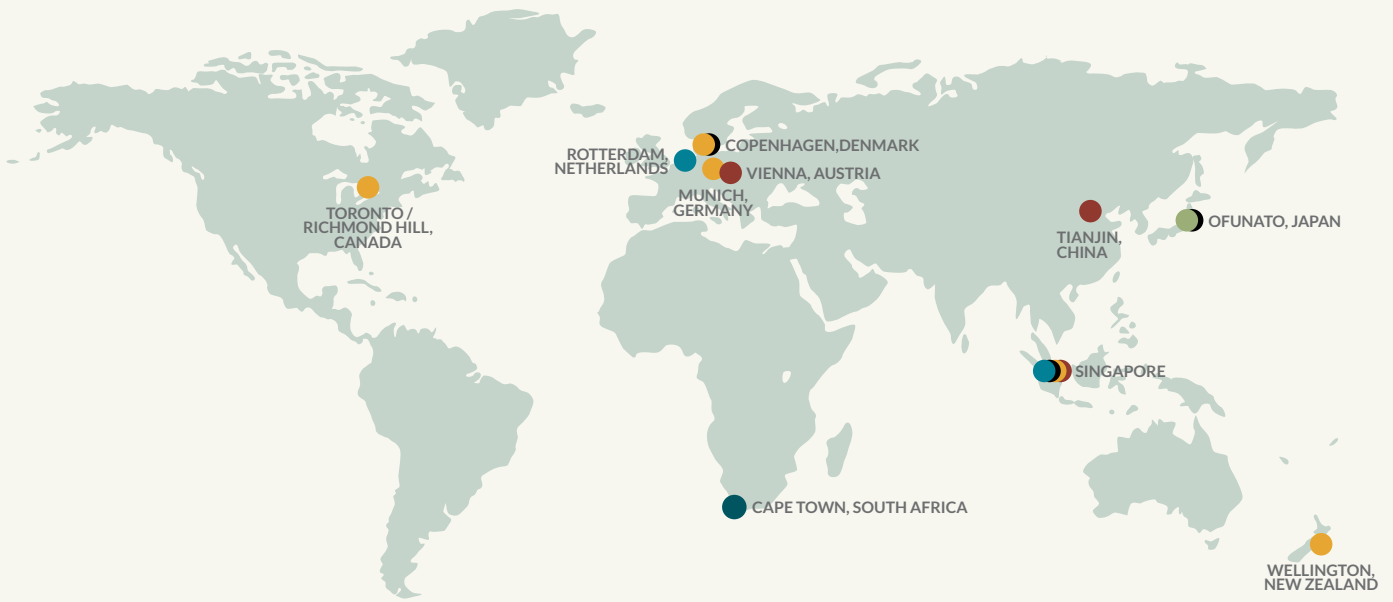 COPENHAGEN,DENMARK
ROTTERDAM,
NETHERLANDS
VIENNA, AUSTRIA
MUNICH,
GERMANY
TORONTO /
RICHMOND HILL,
CANADA
OFUNATO, JAPAN
TIANJIN,
CHINA
SINGAPORE
CAPE TOWN, SOUTH AFRICA
WELLINGTON,
NEW ZEALAND